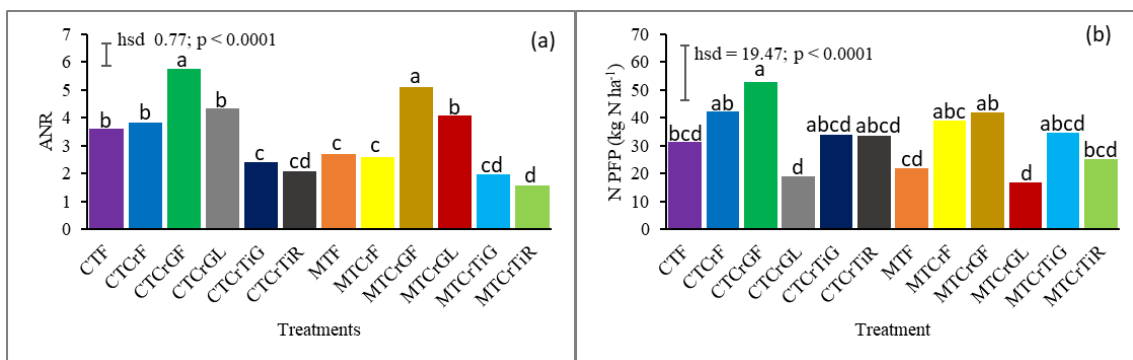 hsd 0.77; p < 0.0001
(a)
ANR
7
6
5
4
3
2
1
0
b
b
a
b
c
cd
c
c
a
b
cd
d
CTF
CTCrF
CTCrGF
CTCrGL
CTCrTiG
CTCrTiR
MTF
MTCrF
MTCrGF
MTCrGL
MTCrTiG
MTCrTiR
Treatments
hsd = 19.47; p < 0.0001
(b)
N PFP (kg N ha⁻¹)
70
60
50
40
30
20
10
0
bcd
ab
a
d
abcd
abcd
cd
abc
ab
d
abcd
bcd
CTF
CTCrF
CTCrGF
CTCrGL
CTCrTiG
CTCrTiR
MTF
MTCrF
MTCrGF
MTCrGL
MTCrTiG
MTCrTiR
Treatment